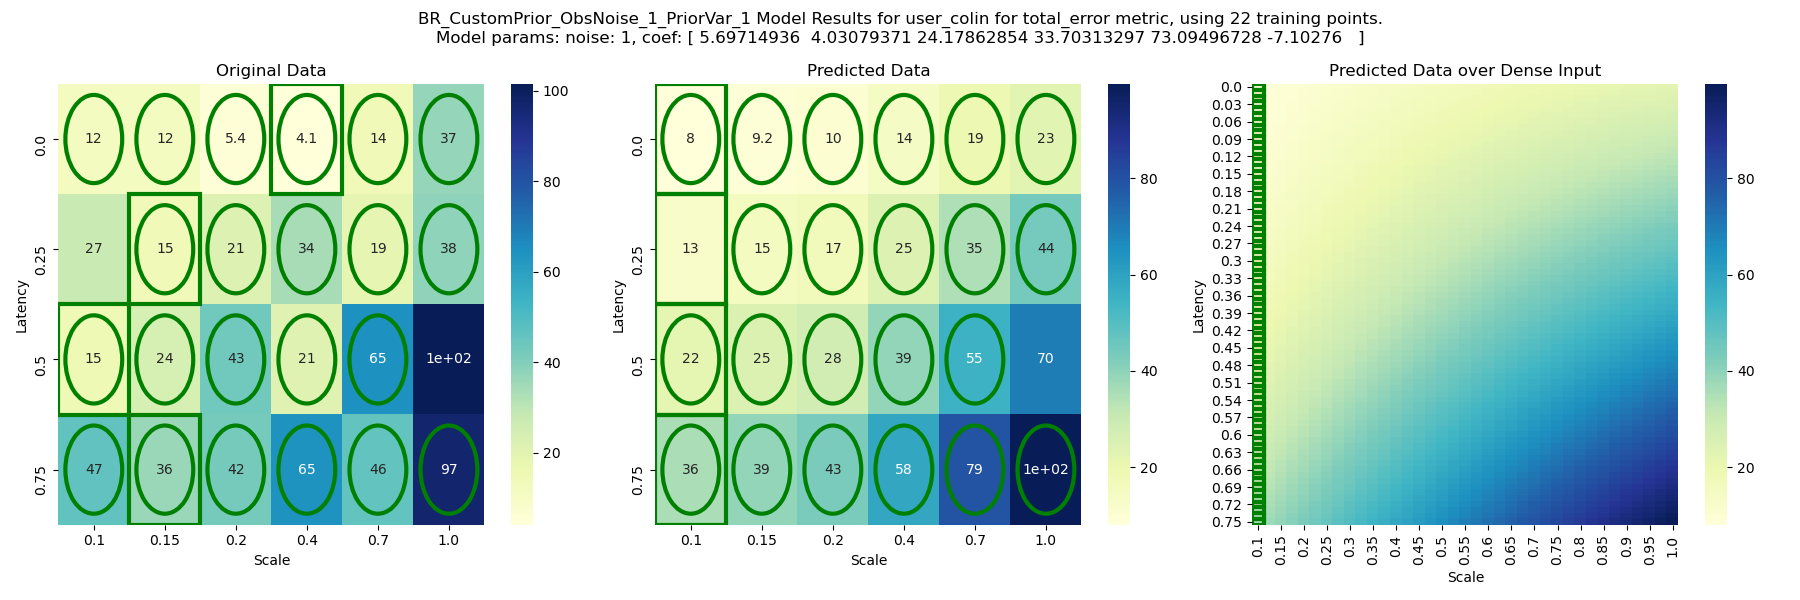 BR_CustomPrior_ObsNoise_1_PriorVar_1 Model Results for user_colin for total_error metric, using 22 training points.
Model params: noise: 1, coef: [ 5.69714936  4.03079371 24.17862854 33.70313297 73.09496728 -7.10276   ]
Original Data
Latency
0.0 12 12 5.4 4.1 14 37
0.25 27 15 21 34 19 38
0.5 15 24 43 21 65 1e+02
0.75 47 36 42 65 46 97
0.1 0.15 0.2 0.4 0.7 1.0
Scale
100
80
60
40
20
Predicted Data
Latency
0.0 8 9.2 10 14 19 23
0.25 13 15 17 25 35 44
0.5 22 25 28 39 55 70
0.75 36 39 43 58 79 1e+02
0.1 0.15 0.2 0.4 0.7 1.0
Scale
80
60
40
20
Predicted Data over Dense Input
Latency
0.0
0.03
0.06
0.09
0.12
0.15
0.18
0.21
0.24
0.27
0.3
0.33
0.36
0.39
0.42
0.45
0.48
0.51
0.54
0.57
0.6
0.63
0.66
0.69
0.72
0.75
0.1 0.15 0.2 0.25 0.3 0.35 0.4 0.45 0.5 0.55 0.6 0.65 0.7 0.75 0.8 0.85 0.9 0.95 1.0
Scale
80
60
40
20